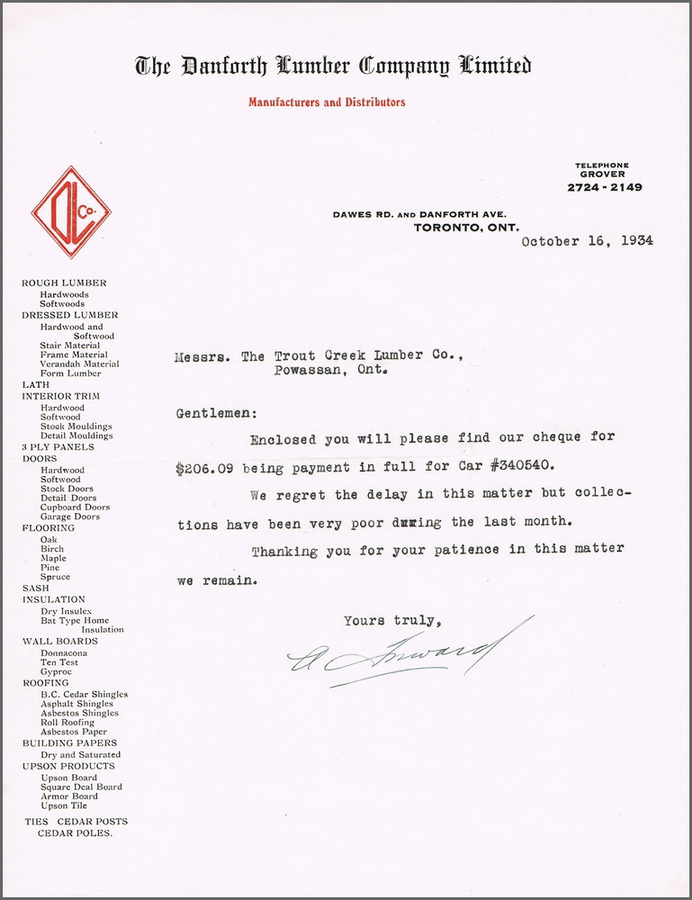 The Danforth Lumber Company Limited
Manufacturers and Distributors
TELEPHONE
GROVER
2724 - 2149
DAWES RD. AND DANFORTH AVE.
TORONTO, ONT.
October 16, 1934
DL Co.
ROUGH LUMBER
Hardwoods
Softwoods
DRESSED LUMBER
Hardwood and
Softwood
Stair Material
Frame Material
Verandah Material
Form Lumber
LATH
INTERIOR TRIM
Hardwood
Softwood
Stock Mouldings
Detail Mouldings
3 PLY PANELS
DOORS
Hardwood
Softwood
Stock Doors
Detail Doors
Cupboard Doors
Garage Doors
FLOORING
Oak
Birch
Maple
Pine
Spruce
SASH
INSULATION
Dry Insulex
Bat Type Home
Insulation
WALL BOARDS
Donnacona
Ten Test
Gyproc
ROOFING
B.C. Cedar Shingles
Asphalt Shingles
Asbestos Shingles
Roll Roofing
Asbestos Paper
BUILDING PAPERS
Dry and Saturated
UPSON PRODUCTS
Upson Board
Square Deal Board
Armor Board
Upson Tile
TIES CEDAR POSTS
CEDAR POLES.
Messrs. The Trout Creek Lumber Co.,
Powassan, Ont.
Gentlemen:
Enclosed you will please find our cheque for
$206.09 being payment in full for Car #340540.
We regret the delay in this matter but collec-
tions have been very poor during the last month.
Thanking you for your patience in this matter
we remain.
Yours truly,